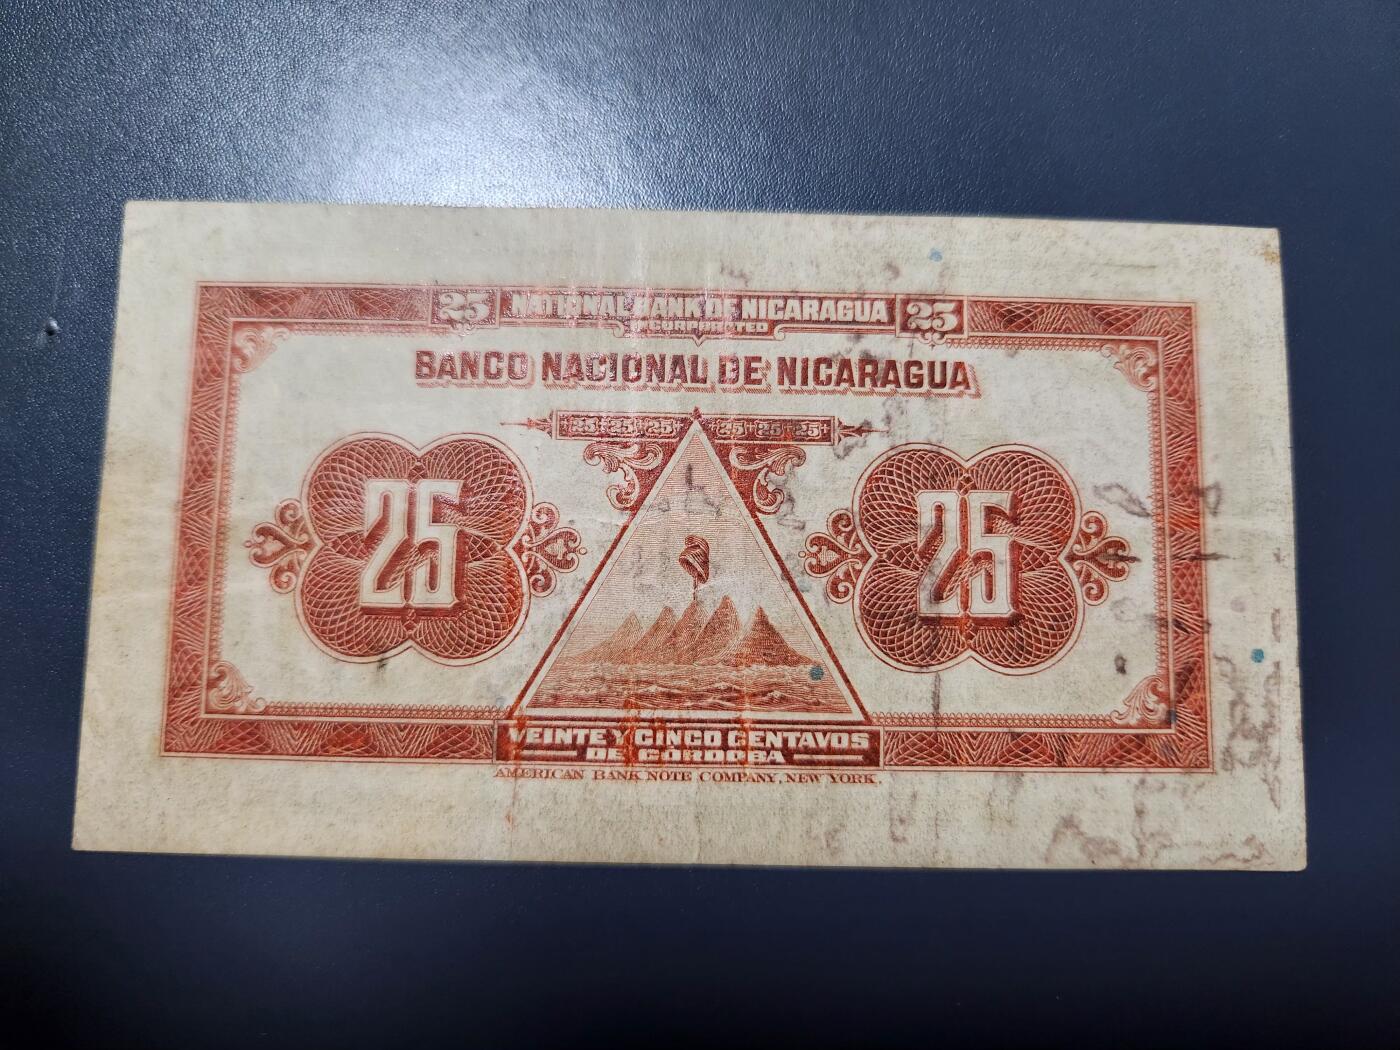 25 NATIONAL BANK OF NICARAGUA 25
INCORPORATED
BANCO NACIONAL DE NICARAGUA
25 25 25 25 25 25
25 25
VEINTE Y CINCO CENTAVOS
DE CORDOBA
AMERICAN BANK NOTE COMPANY, NEW YORK.